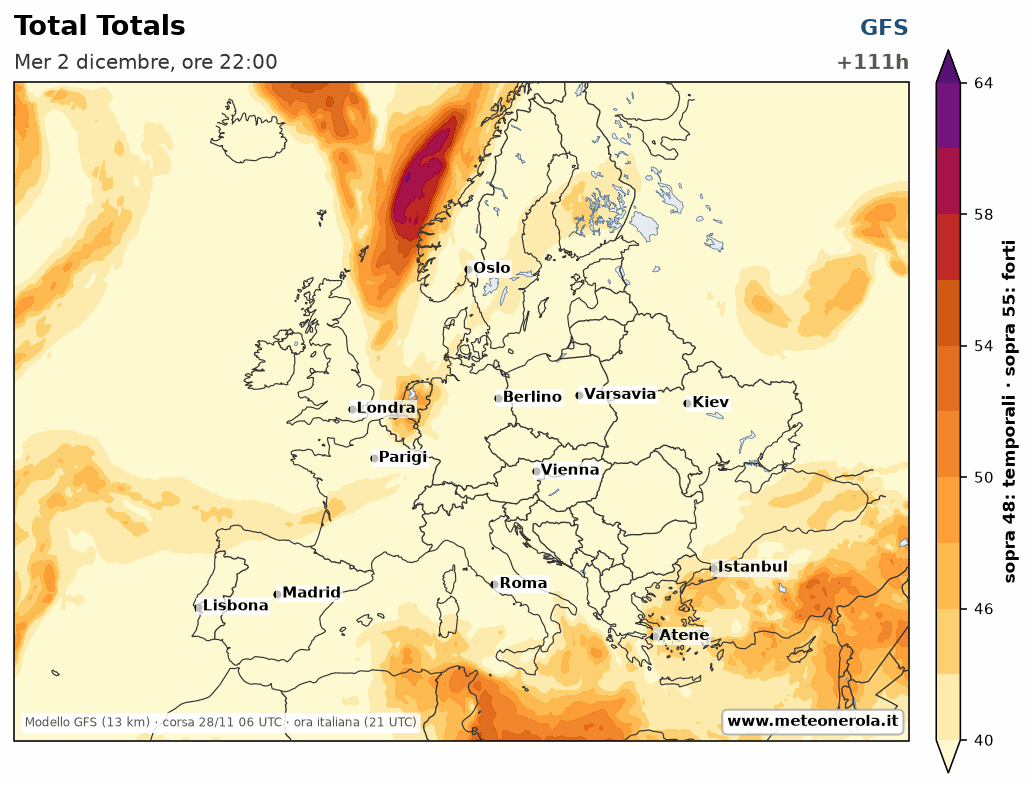 Total Totals
GFS
Mer 2 dicembre, ore 22:00
+111h
64
58
54
50
46
40
sopra 48: temporali · sopra 55: forti
Oslo
Londra
Berlino
Varsavia
Kiev
Parigi
Vienna
Istanbul
Roma
Madrid
Lisbona
Atene
Modello GFS (13 km) · corsa 28/11 06 UTC · ora italiana (21 UTC)
www.meteonerola.it